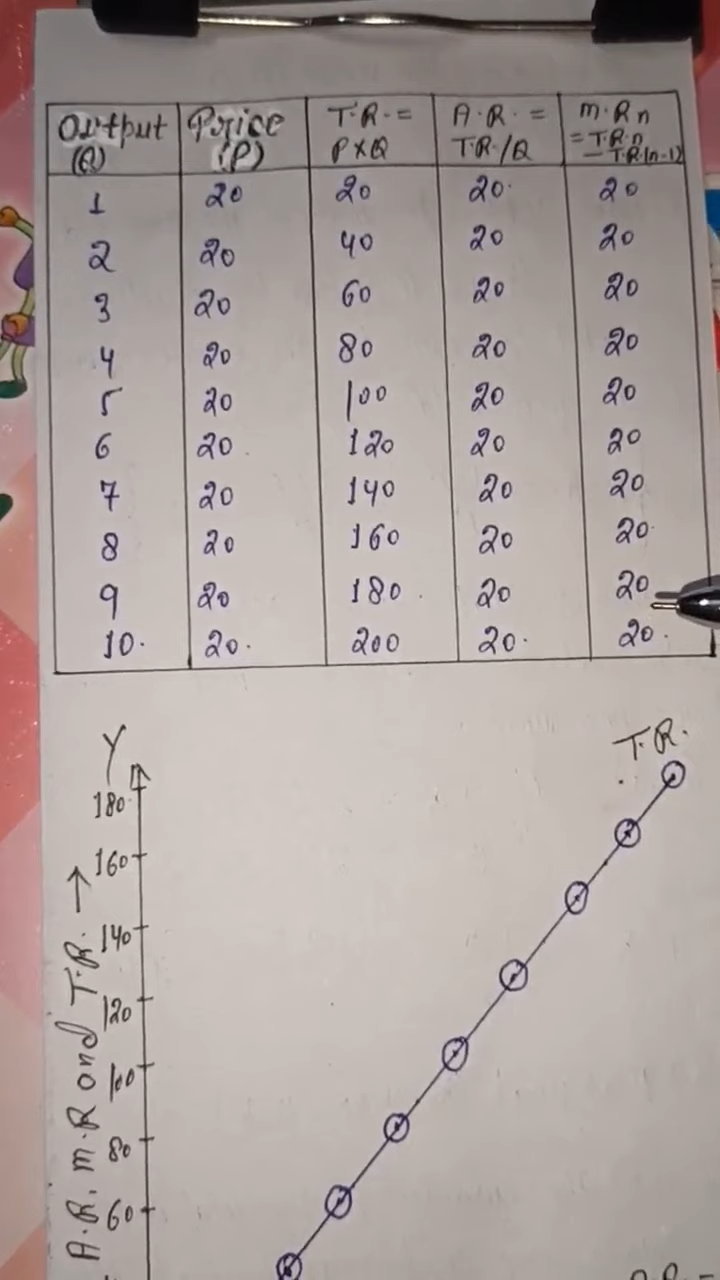 Output Price T.R. = A.R. = M.Rn
(Q) (P) P×Q T.R./Q = T.R.n
- T.R.(n-1)
1 20 20 20. 20
2 20 40 20 20
3 20 60 20 20
4 20 80 20 20
5 20 100 20 20
6 20 120 20 20
7 20 140 20 20
8 20 160 20 20
9 20 180 20 20
10. 20. 200 20. 20.
Y
T.R.
180
160
140
120
100
80
60
A.R, M.R and T.R. →